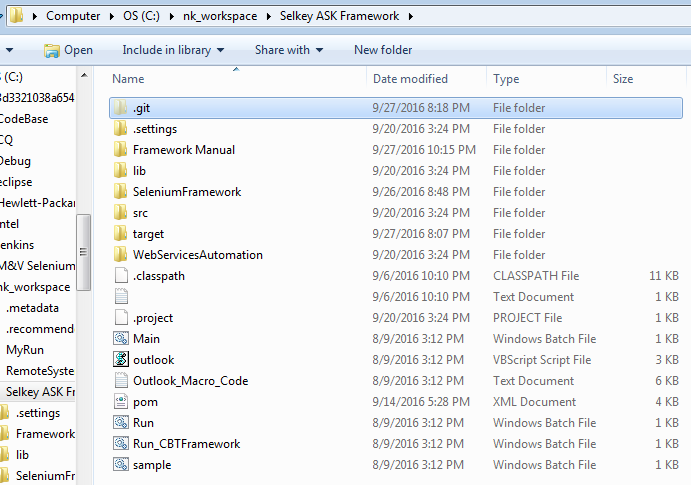 Computer OS (C:) nk_workspace Selkey ASK Framework
Open Include in library Share with New folder
Name Date modified Type Size
.git 9/27/2016 8:18 PM File folder
.settings 9/20/2016 3:24 PM File folder
Framework Manual 9/27/2016 10:15 PM File folder
lib 9/20/2016 3:24 PM File folder
SeleniumFramework 9/26/2016 8:48 PM File folder
src 9/20/2016 3:24 PM File folder
target 9/27/2016 8:07 PM File folder
WebServicesAutomation 9/20/2016 3:24 PM File folder
.classpath 9/6/2016 10:10 PM CLASSPATH File 11 KB
9/6/2016 10:10 PM Text Document 1 KB
.project 9/20/2016 3:24 PM PROJECT File 1 KB
Main 8/9/2016 3:12 PM Windows Batch File 1 KB
outlook 8/9/2016 3:12 PM VBScript Script File 3 KB
Outlook_Macro_Code 8/9/2016 3:12 PM Text Document 6 KB
pom 9/14/2016 5:28 PM XML Document 4 KB
Run 8/9/2016 3:12 PM Windows Batch File 1 KB
Run_CBTFramework 8/9/2016 3:12 PM Windows Batch File 1 KB
sample 8/9/2016 3:12 PM Windows Batch File 1 KB
S (C:)
3d3321038a654
CodeBase
CQ
Debug
eclipse
Hewlett-Packa
ntel
enkins
M&V Selenium
nk_workspace
.metadata
.recommend
MyRun
RemoteSystem
Selkey ASK Fr
.settings
Framework
lib
SeleniumFr